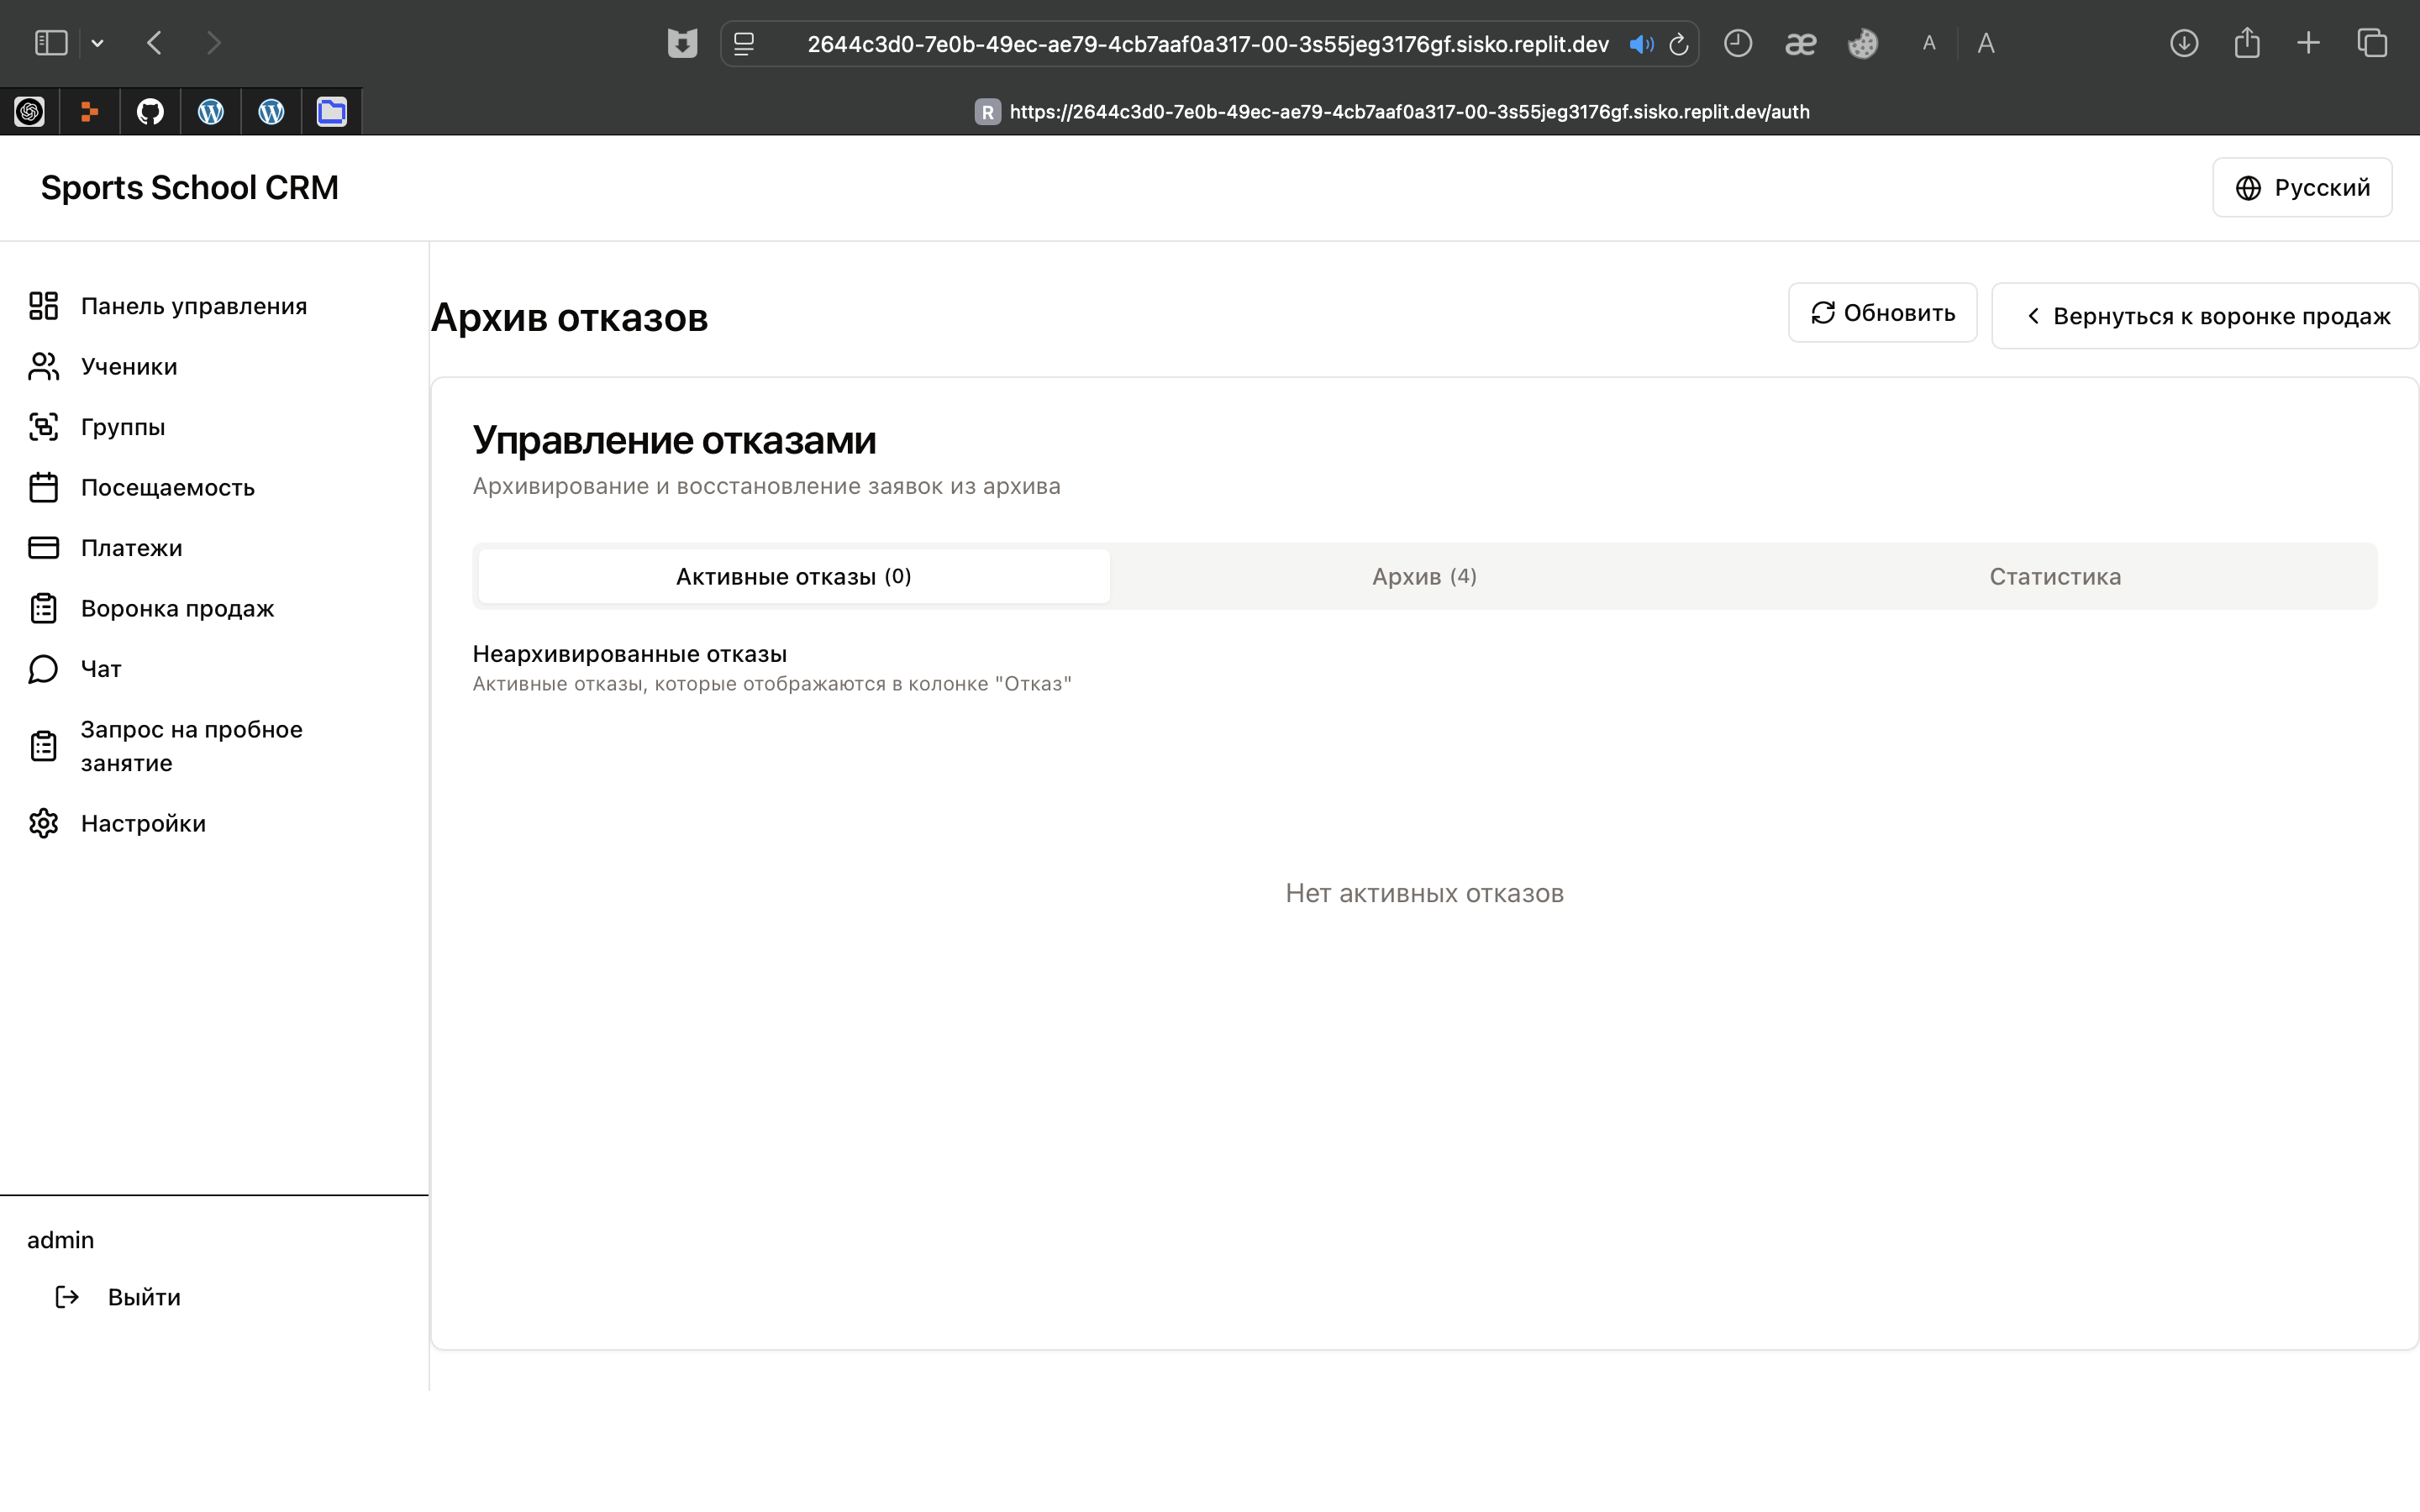 2644c3d0-7e0b-49ec-ae79-4cb7aaf0a317-00-3s55jeg3176gf.sisko.replit.dev
æ
A
A
R https://2644c3d0-7e0b-49ec-ae79-4cb7aaf0a317-00-3s55jeg3176gf.sisko.replit.dev/auth
Sports School CRM
Русский
Панель управления
Ученики
Группы
Посещаемость
Платежи
Воронка продаж
Чат
Запрос на пробное
занятие
Настройки
admin
Выйти
Архив отказов
Обновить
Вернуться к воронке продаж
Управление отказами
Архивирование и восстановление заявок из архива
Активные отказы (0)
Архив (4)
Статистика
Неархивированные отказы
Активные отказы, которые отображаются в колонке "Отказ"
Нет активных отказов